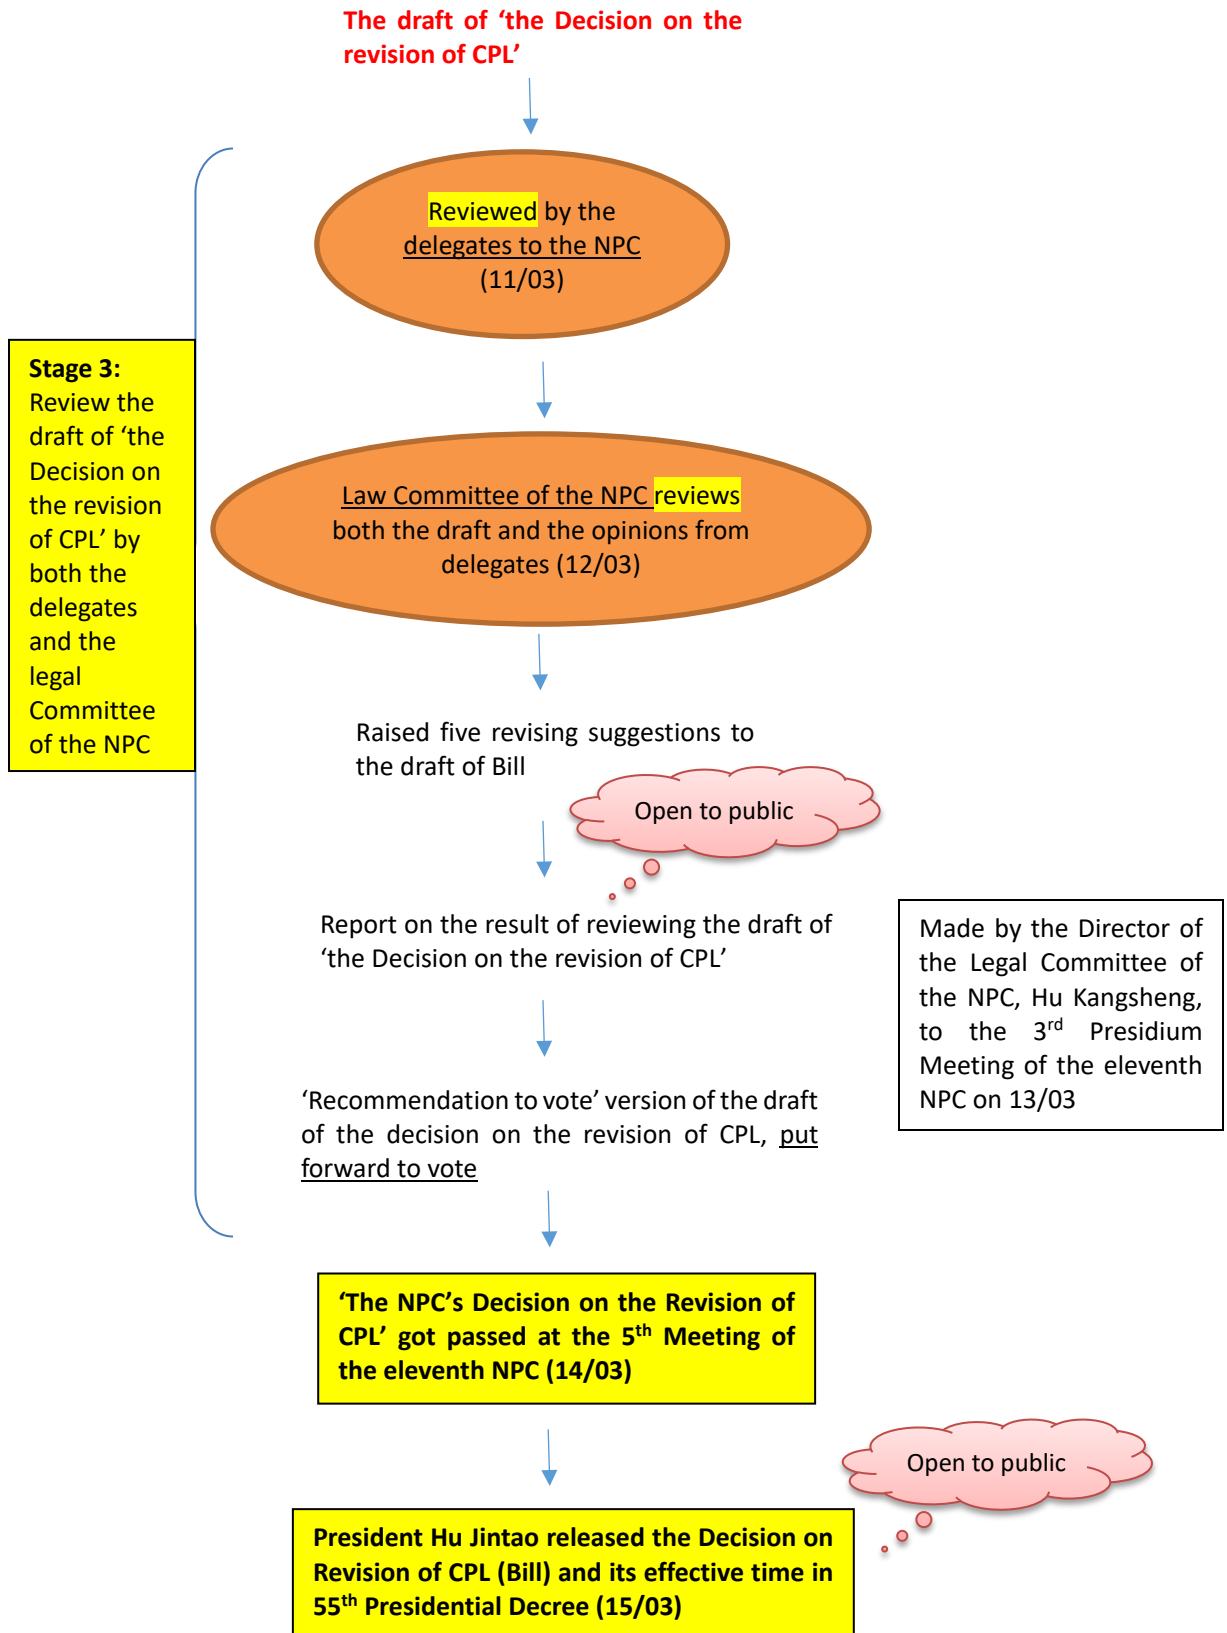 The draft of ‘the Decision on the
revision of CPL’
Reviewed by the
delegates to the NPC
(11/03)
Stage 3:
Review the
draft of ‘the
Decision on
the revision
of CPL’ by
both the
delegates
and the
legal
Committee
of the NPC
Law Committee of the NPC reviews
both the draft and the opinions from
delegates (12/03)
Raised five revising suggestions to
the draft of Bill
Open to public
Report on the result of reviewing the draft of
‘the Decision on the revision of CPL’
Made by the Director of
the Legal Committee of
the NPC, Hu Kangsheng,
to the 3rd Presidium
Meeting of the eleventh
NPC on 13/03
‘Recommendation to vote’ version of the draft
of the decision on the revision of CPL, put
forward to vote
‘The NPC’s Decision on the Revision of
CPL’ got passed at the 5th Meeting of
the eleventh NPC (14/03)
Open to public
President Hu Jintao released the Decision on
Revision of CPL (Bill) and its effective time in
55th Presidential Decree (15/03)